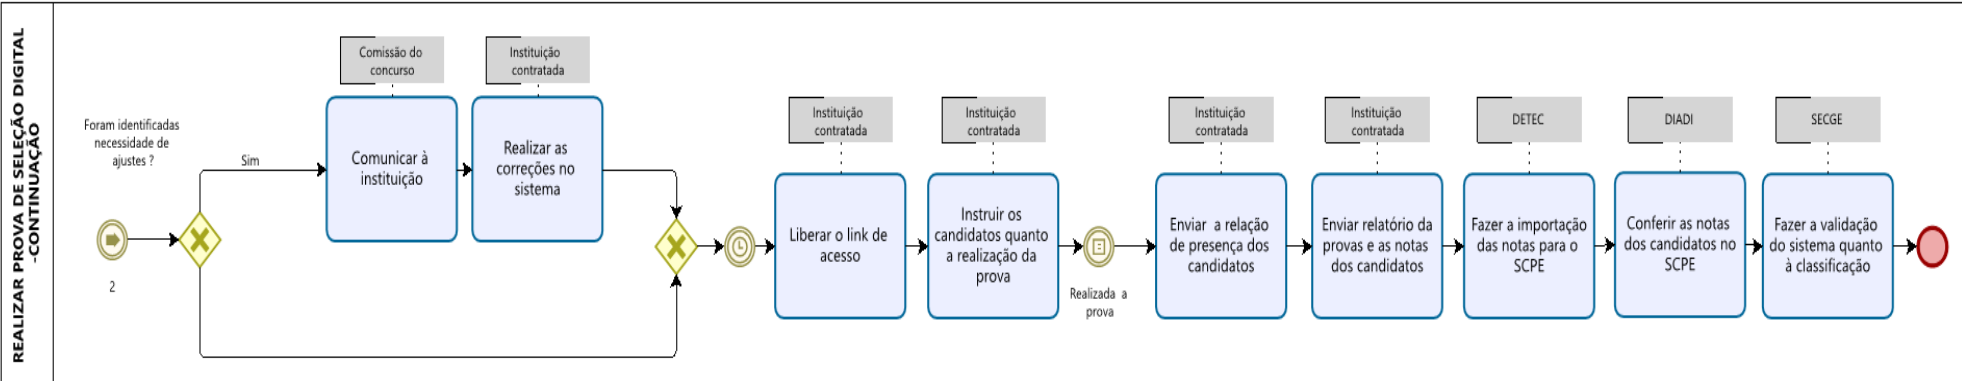 REALIZAR PROVA DE SELEÇÃO DIGITAL
-CONTINUAÇÃO
Foram identificadas
necessidade de
ajustes ?
2
Sim
Comissão do
concurso
Comunicar à
instituição
Instituição
contratada
Realizar as
correções no
sistema
Instituição
contratada
Liberar o link de
acesso
Instituição
contratada
Instruir os
candidatos quanto
a realização da
prova
Realizada a
prova
Instituição
contratada
Enviar a relação
de presença dos
candidatos
Instituição
contratada
Enviar relatório da
provas e as notas
dos candidatos
DETEC
Fazer a importação
das notas para o
SCPE
DIADI
Conferir as notas
dos candidatos no
SCPE
SECGE
Fazer a validação
do sistema quanto
à classificação